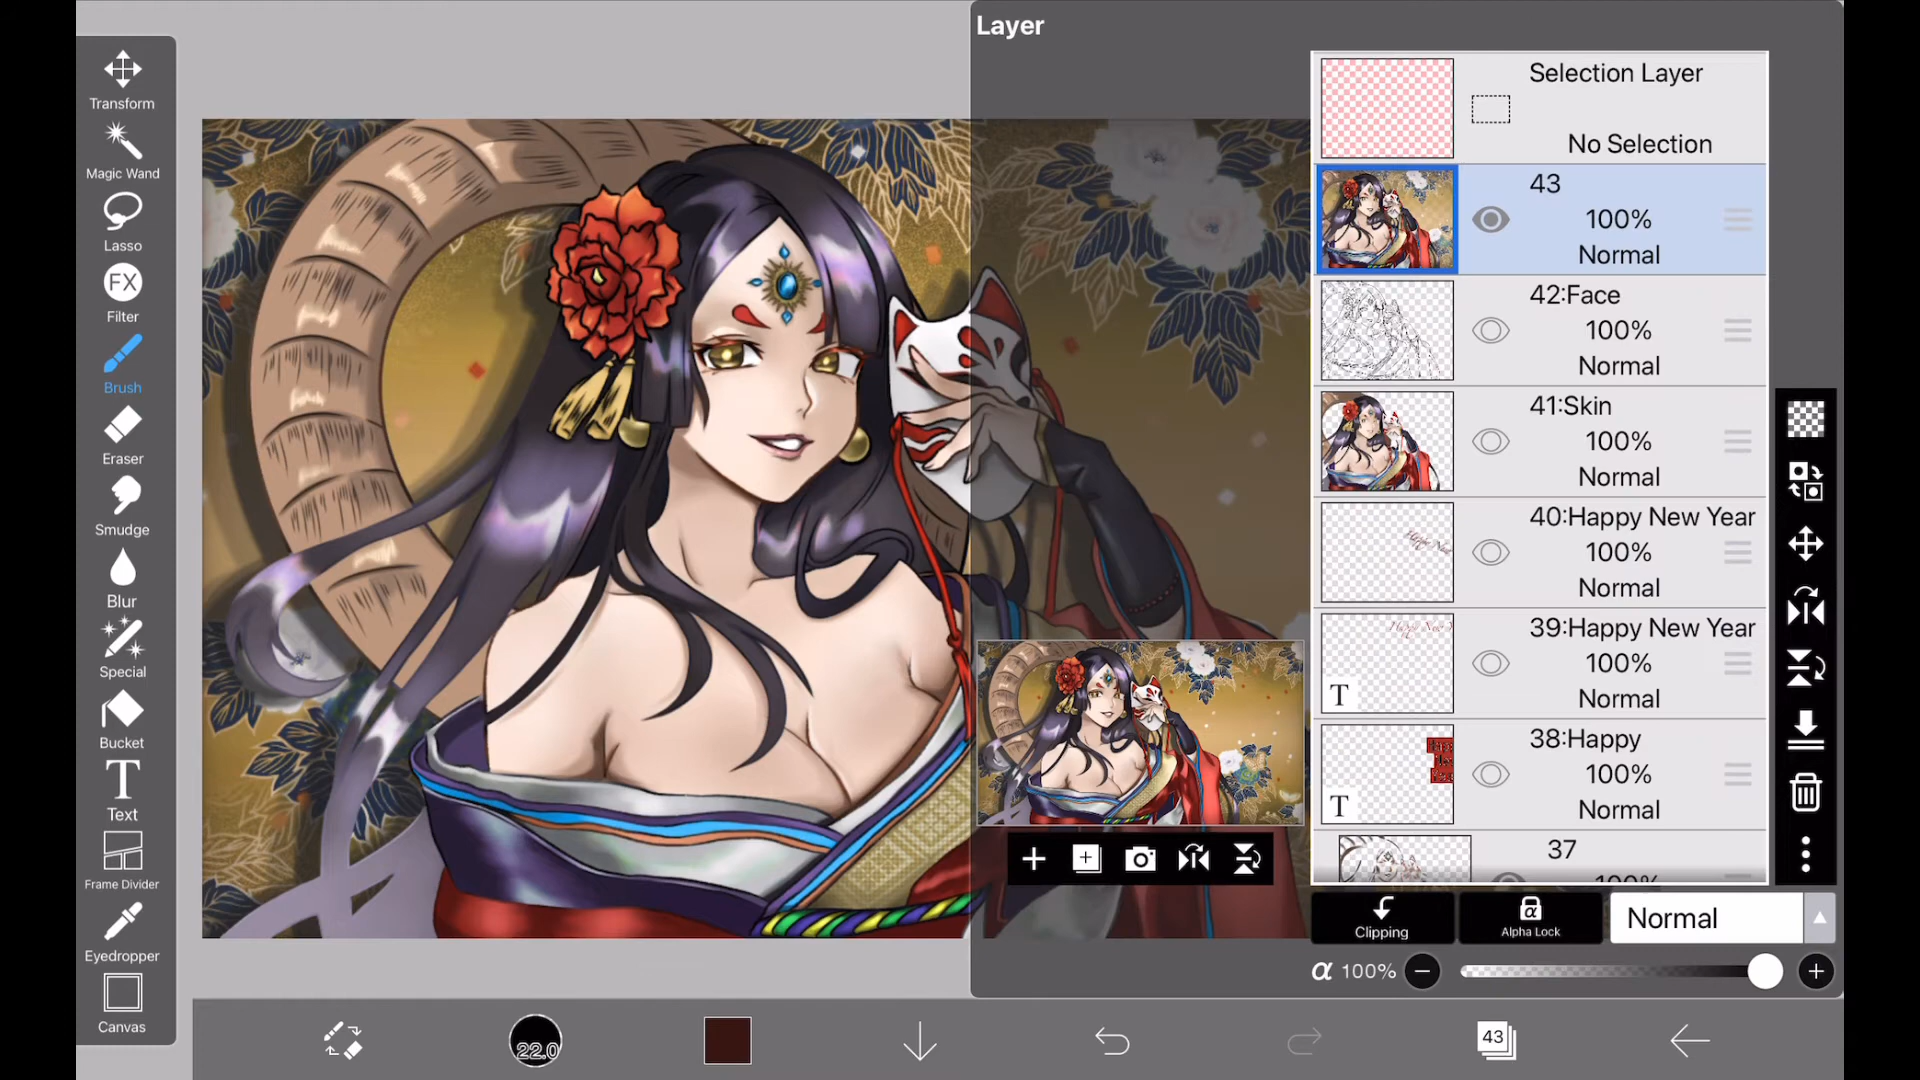 Layer
Transform
Magic Wand
Lasso
FX
Filter
Brush
Eraser
Smudge
Blur
Special
Bucket
T
Text
Frame Divider
Eyedropper
Canvas
Selection Layer
No Selection
43
100%
Normal
42:Face
100%
Normal
41:Skin
100%
Normal
40:Happy New Year
100%
Normal
39:Happy New Year
100%
T
Normal
38:Happy
100%
T
Normal
37
100%
Clipping
α
Alpha Lock
Normal
α 100%
22.0
43